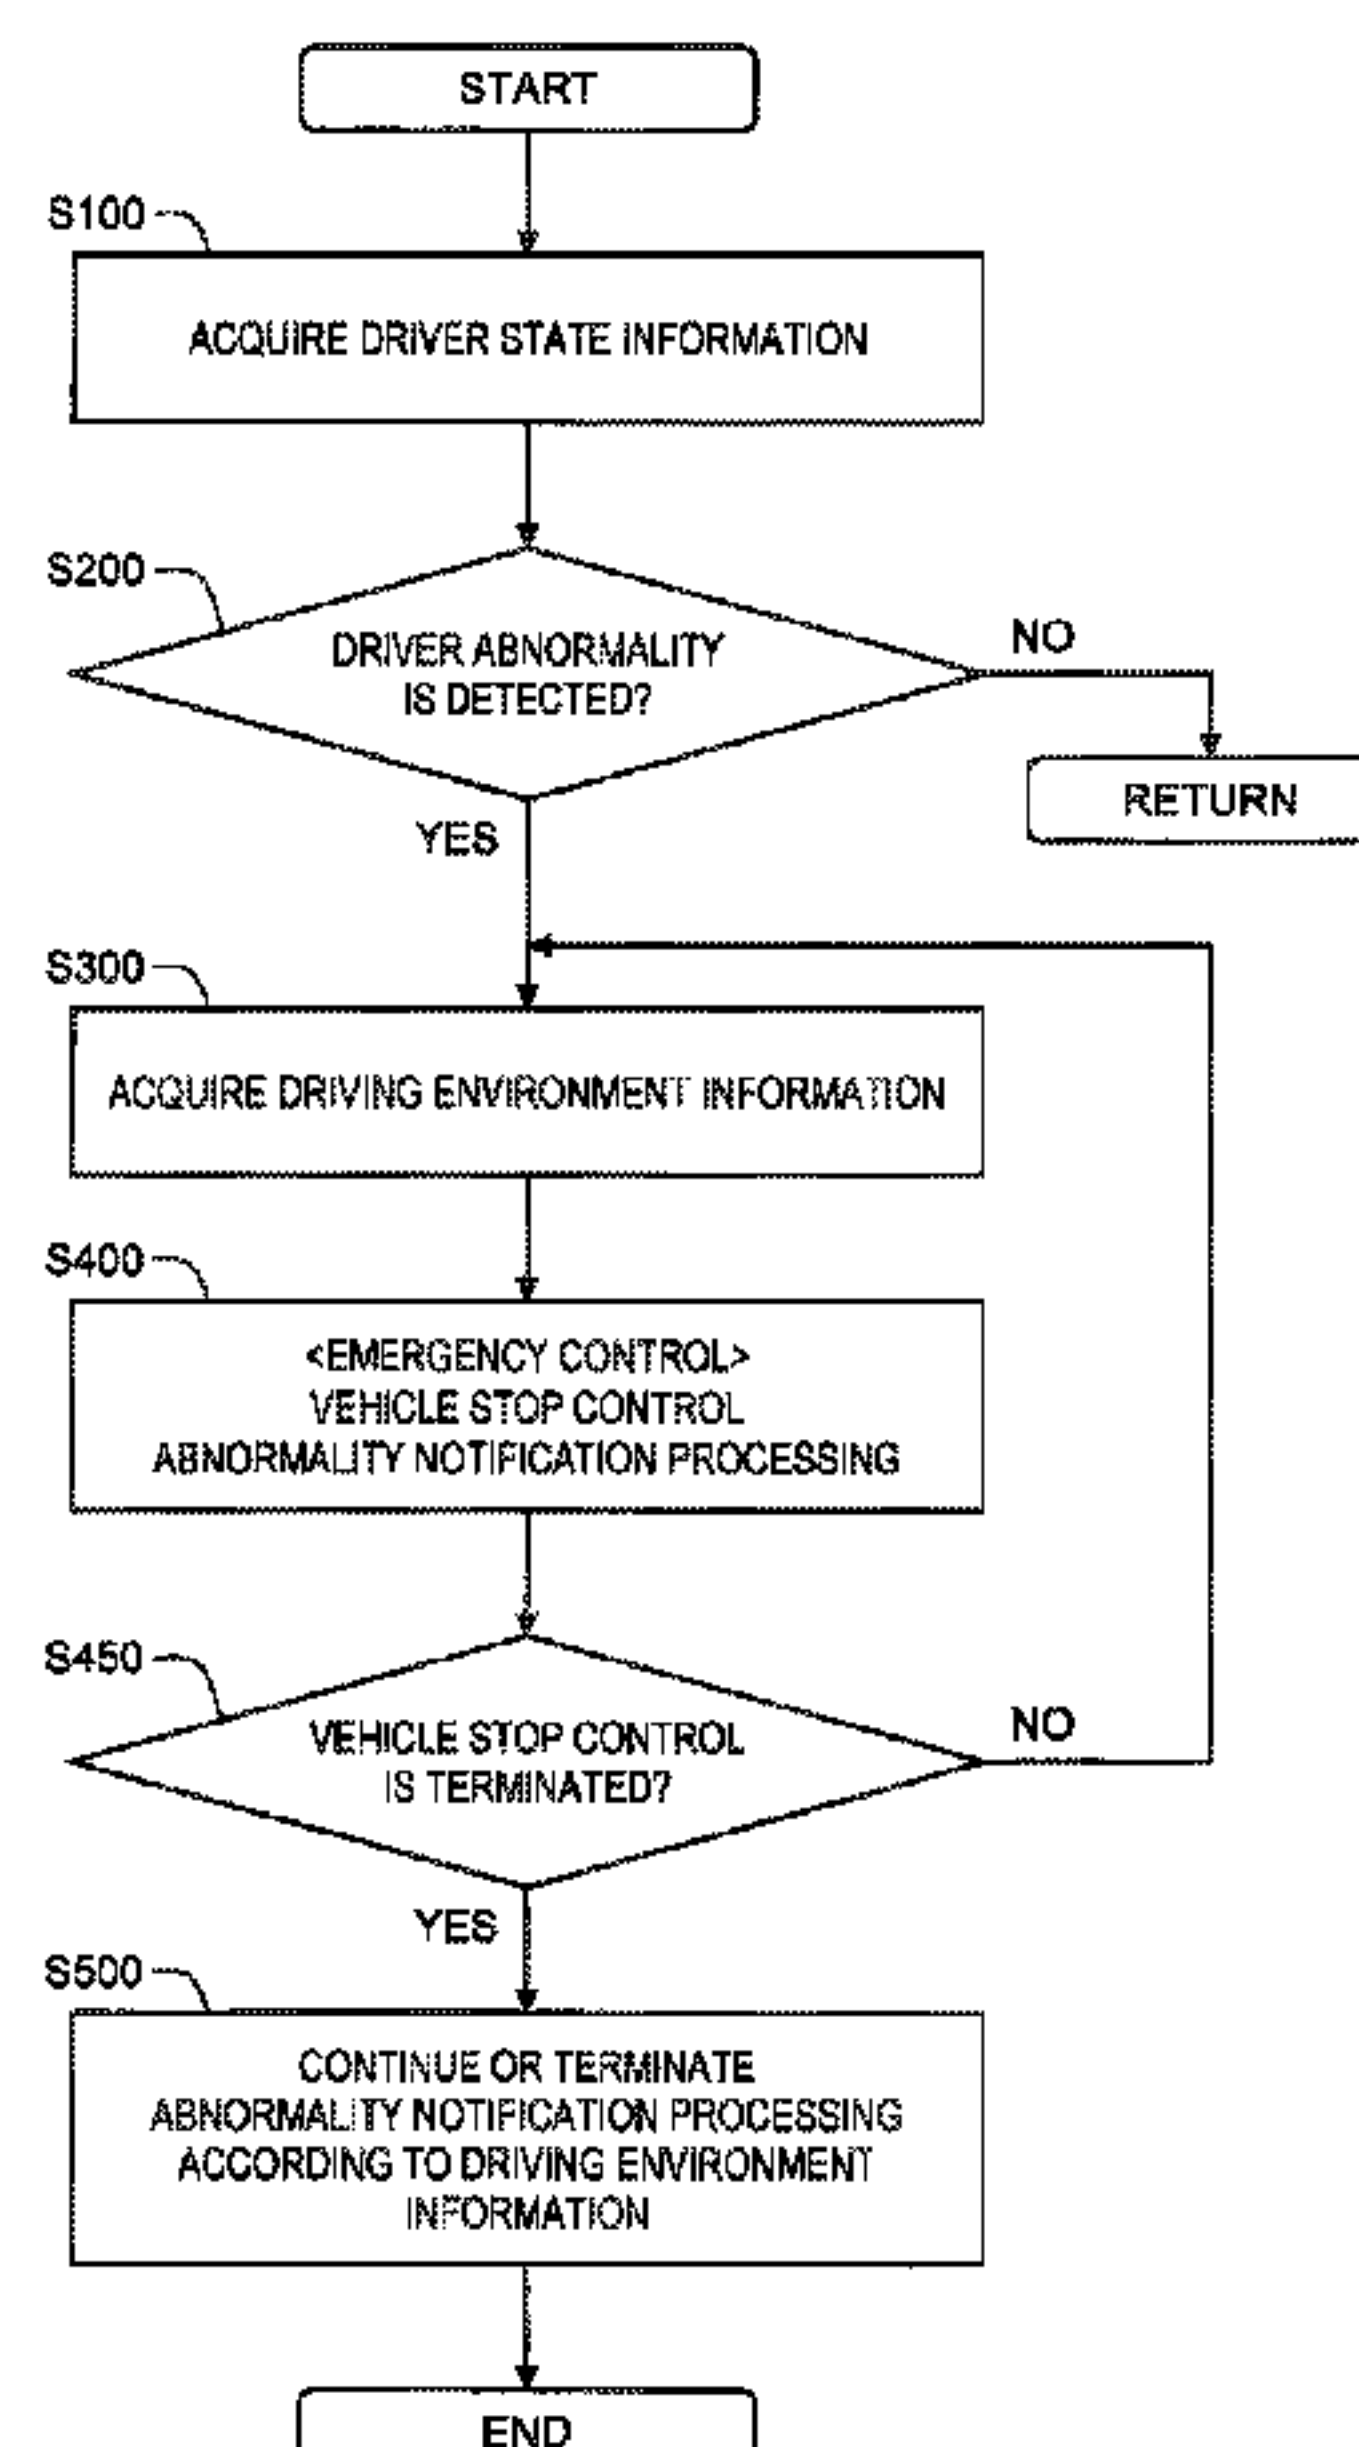 START
S100
ACQUIRE DRIVER STATE INFORMATION
S200
DRIVER ABNORMALITY
IS DETECTED?
NO
RETURN
YES
S300
ACQUIRE DRIVING ENVIRONMENT INFORMATION
S400
<EMERGENCY CONTROL>
VEHICLE STOP CONTROL
ABNORMALITY NOTIFICATION PROCESSING
S450
VEHICLE STOP CONTROL
IS TERMINATED?
NO
YES
S500
CONTINUE OR TERMINATE
ABNORMALITY NOTIFICATION PROCESSING
ACCORDING TO DRIVING ENVIRONMENT
INFORMATION
END